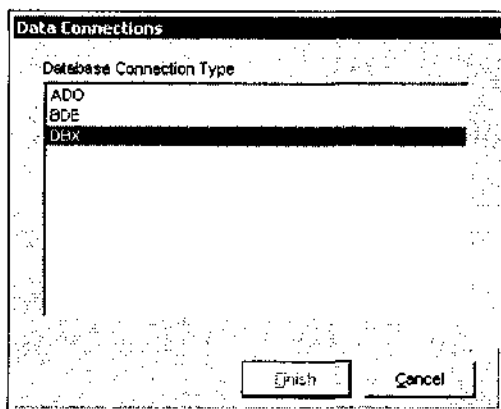 Data Connections
Database Connection Type
ADO
BDE
DBX
Finish
Cancel